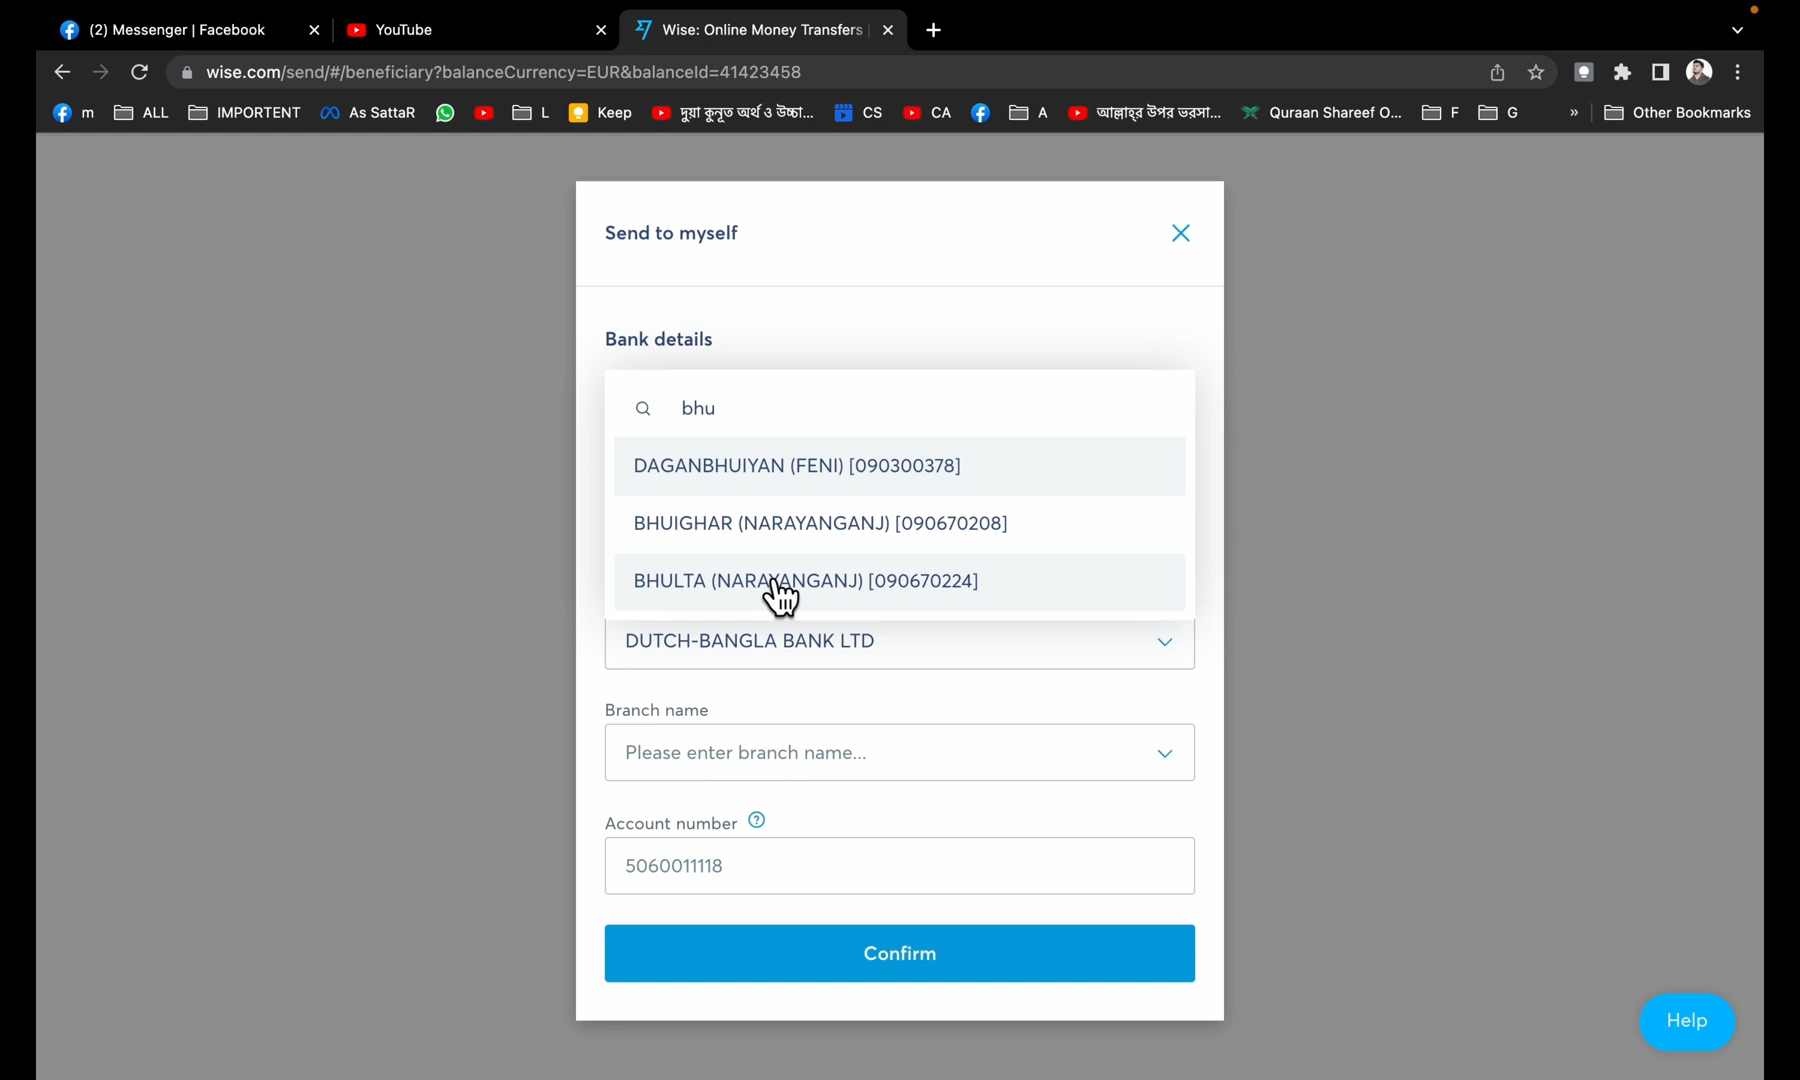 (2) Messenger | Facebook
YouTube
Wise: Online Money Transfers
wise.com/send/#/beneficiary?balanceCurrency=EUR&balanceId=41423458
m ALL IMPORTENT As SattaR L Keep দুয়া কুনূত অর্থ ও উচ্চা... CS CA A আল্লাহ্র উপর ভরসা... Quraan Shareef O... F G » Other Bookmarks
Send to myself
Bank details
bhu
DAGANBHUIYAN (FENI) [090300378]
BHUIGHAR (NARAYANGANJ) [090670208]
BHULTA (NARAYANGANJ) [090670224]
DUTCH-BANGLA BANK LTD
Branch name
Please enter branch name...
Account number
5060011118
Confirm
Help